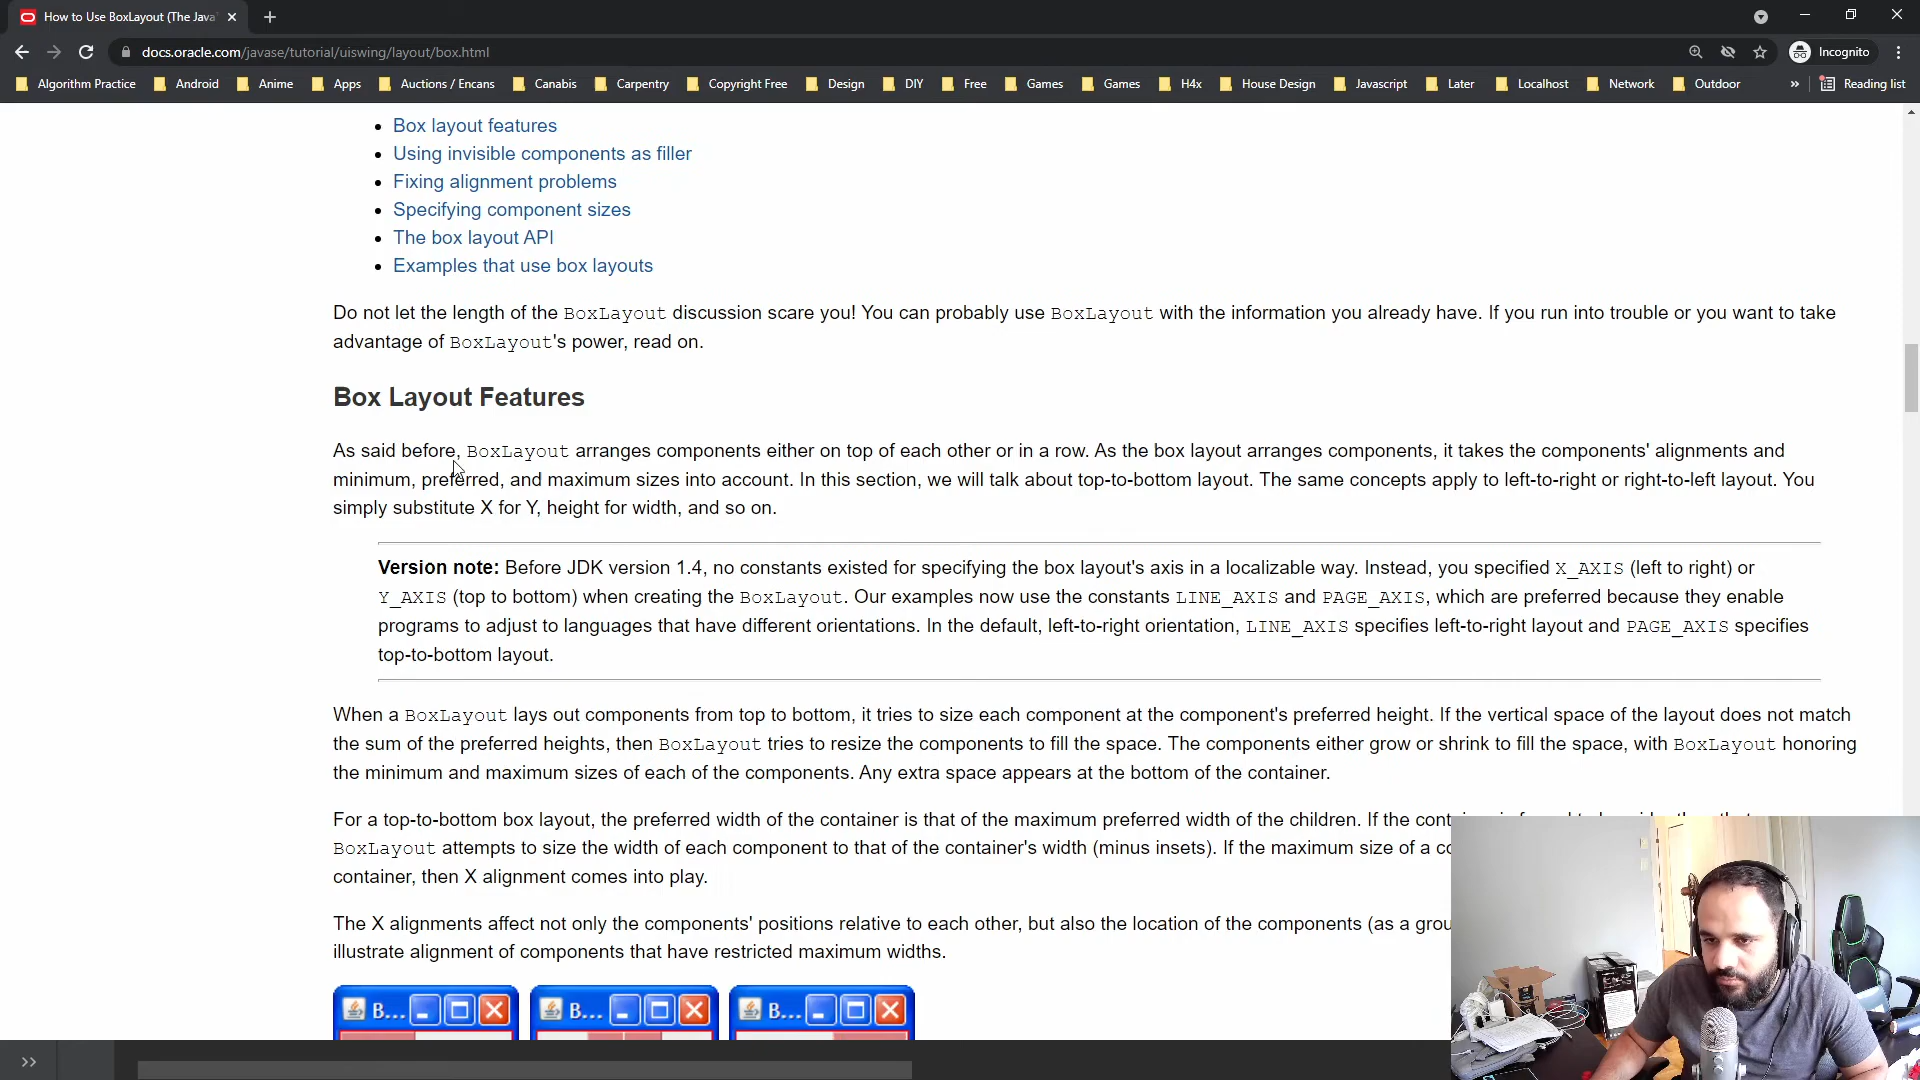 How to Use BoxLayout (The Java
docs.oracle.com/javase/tutorial/uiswing/layout/box.html
Incognito
Algorithm Practice Android Anime Apps Auctions / Encans Canabis Carpentry Copyright Free Design DIY Free Games Games H4x House Design Javascript Later Localhost Network Outdoor » Reading list
• Box layout features
• Using invisible components as filler
• Fixing alignment problems
• Specifying component sizes
• The box layout API
• Examples that use box layouts
Do not let the length of the BoxLayout discussion scare you! You can probably use BoxLayout with the information you already have. If you run into trouble or you want to take
advantage of BoxLayout's power, read on.
Box Layout Features
As said before, BoxLayout arranges components either on top of each other or in a row. As the box layout arranges components, it takes the components' alignments and
minimum, preferred, and maximum sizes into account. In this section, we will talk about top-to-bottom layout. The same concepts apply to left-to-right or right-to-left layout. You
simply substitute X for Y, height for width, and so on.
Version note: Before JDK version 1.4, no constants existed for specifying the box layout's axis in a localizable way. Instead, you specified X_AXIS (left to right) or
Y_AXIS (top to bottom) when creating the BoxLayout. Our examples now use the constants LINE_AXIS and PAGE_AXIS, which are preferred because they enable
programs to adjust to languages that have different orientations. In the default, left-to-right orientation, LINE_AXIS specifies left-to-right layout and PAGE_AXIS specifies
top-to-bottom layout.
When a BoxLayout lays out components from top to bottom, it tries to size each component at the component's preferred height. If the vertical space of the layout does not match
the sum of the preferred heights, then BoxLayout tries to resize the components to fill the space. The components either grow or shrink to fill the space, with BoxLayout honoring
the minimum and maximum sizes of each of the components. Any extra space appears at the bottom of the container.
For a top-to-bottom box layout, the preferred width of the container is that of the maximum preferred width of the children. If the
BoxLayout attempts to size the width of each component to that of the container's width (minus insets). If the maximum size of a
container, then X alignment comes into play.
The X alignments affect not only the components' positions relative to each other, but also the location of the components (as a
illustrate alignment of components that have restricted maximum widths.
B... B... B...
>>